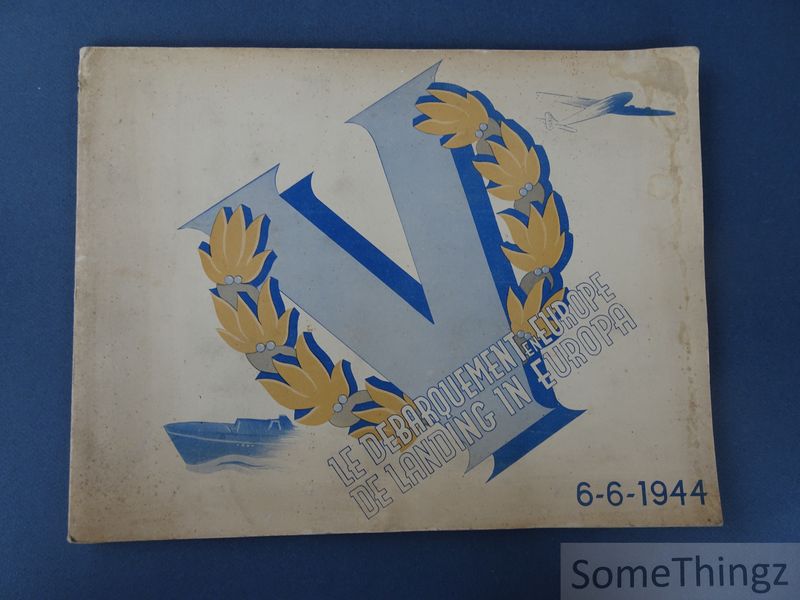 V
LE DEBARQUEMENT EN EUROPE
DE LANDING IN EUROPA
6-6-1944
SomeThingz